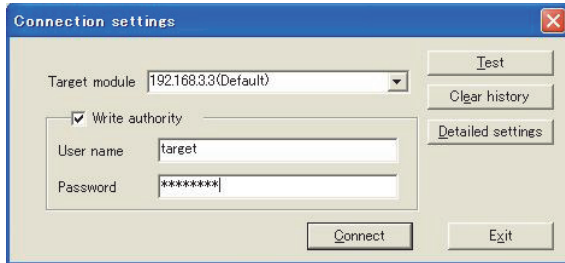 Connection settings
Test
Target module 192.168.3.3(Default)
Clear history
Write authority
Detailed settings
User name target
Password ********
Connect
Exit